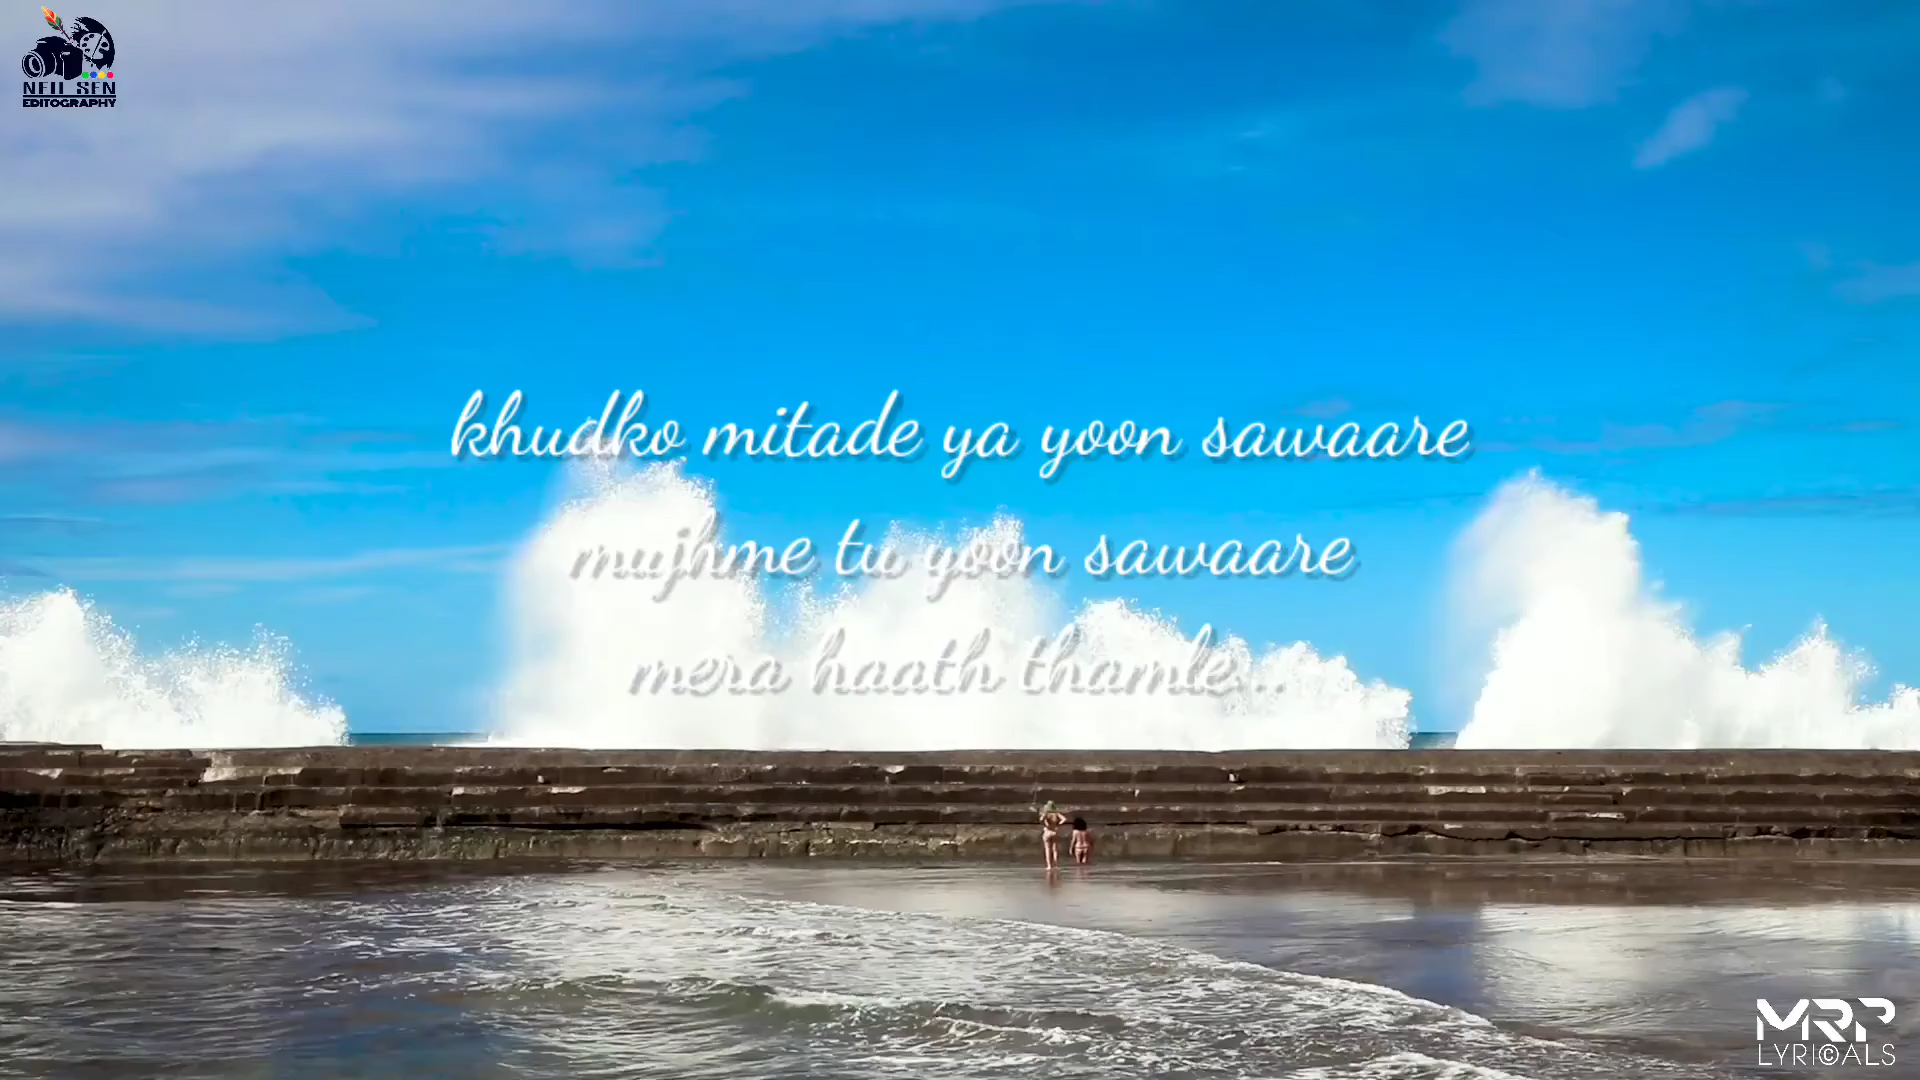 NEIL SEN
EDITOGRAPHY
khudko mitade ya yoon sawaare
mujhme tu yoon sawaare
mera haath thamle...
MRP
LYRICALS